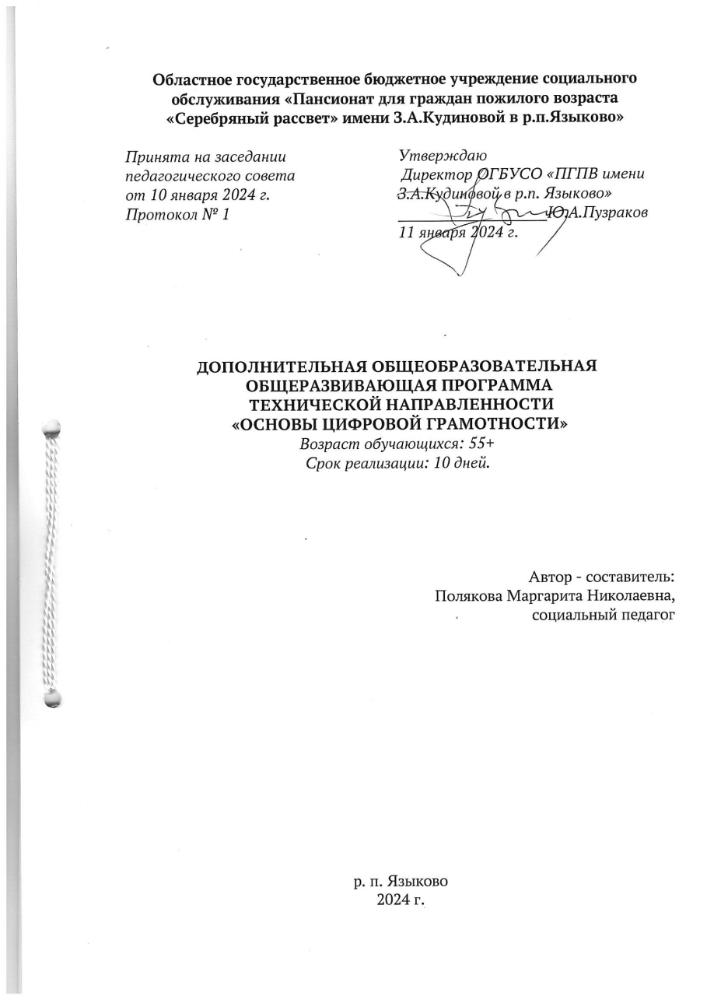 Областное государственное бюджетное учреждение социального
обслуживания «Пансионат для граждан пожилого возраста
«Серебряный рассвет» имени З.А.Кудиновой в р.п.Языково»
Принята на заседании
педагогического совета
от 10 января 2024 г.
Протокол № 1
Утверждаю
Директор ОГБУСО «ПГПВ имени
З.А.Кудиновой в р.п. Языково»
Ю.А.Пузраков
11 января 2024 г.
ДОПОЛНИТЕЛЬНАЯ ОБЩЕОБРАЗОВАТЕЛЬНАЯ
ОБЩЕРАЗВИВАЮЩАЯ ПРОГРАММА
ТЕХНИЧЕСКОЙ НАПРАВЛЕННОСТИ
«ОСНОВЫ ЦИФРОВОЙ ГРАМОТНОСТИ»
Возраст обучающихся: 55+
Срок реализации: 10 дней.
Автор - составитель:
Полякова Маргарита Николаевна,
социальный педагог
р. п. Языково
2024 г.